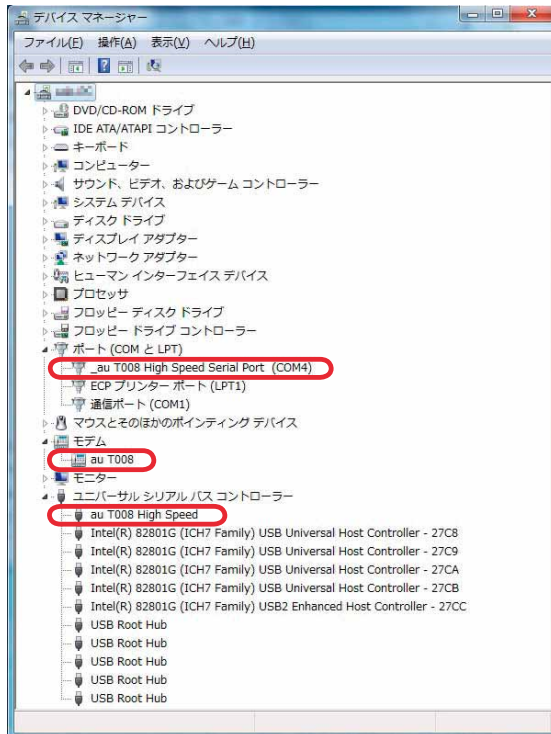 デバイス マネージャー
ファイル(F) 操作(A) 表示(V) ヘルプ(H)
DVD/CD-ROM ドライブ
IDE ATA/ATAPI コントローラー
キーボード
コンピューター
サウンド、ビデオ、およびゲーム コントローラー
システム デバイス
ディスク ドライブ
ディスプレイ アダプター
ネットワーク アダプター
ヒューマン インターフェイス デバイス
プロセッサ
フロッピー ディスク ドライブ
フロッピー ドライブ コントローラー
ポート (COM と LPT)
_au T008 High Speed Serial Port (COM4)
ECP プリンター ポート (LPT1)
通信ポート (COM1)
マウスとそのほかのポインティング デバイス
モデム
au T008
モニター
ユニバーサル シリアル バス コントローラー
au T008 High Speed
Intel(R) 82801G (ICH7 Family) USB Universal Host Controller - 27C8
Intel(R) 82801G (ICH7 Family) USB Universal Host Controller - 27C9
Intel(R) 82801G (ICH7 Family) USB Universal Host Controller - 27CA
Intel(R) 82801G (ICH7 Family) USB Universal Host Controller - 27CB
Intel(R) 82801G (ICH7 Family) USB2 Enhanced Host Controller - 27CC
USB Root Hub
USB Root Hub
USB Root Hub
USB Root Hub
USB Root Hub